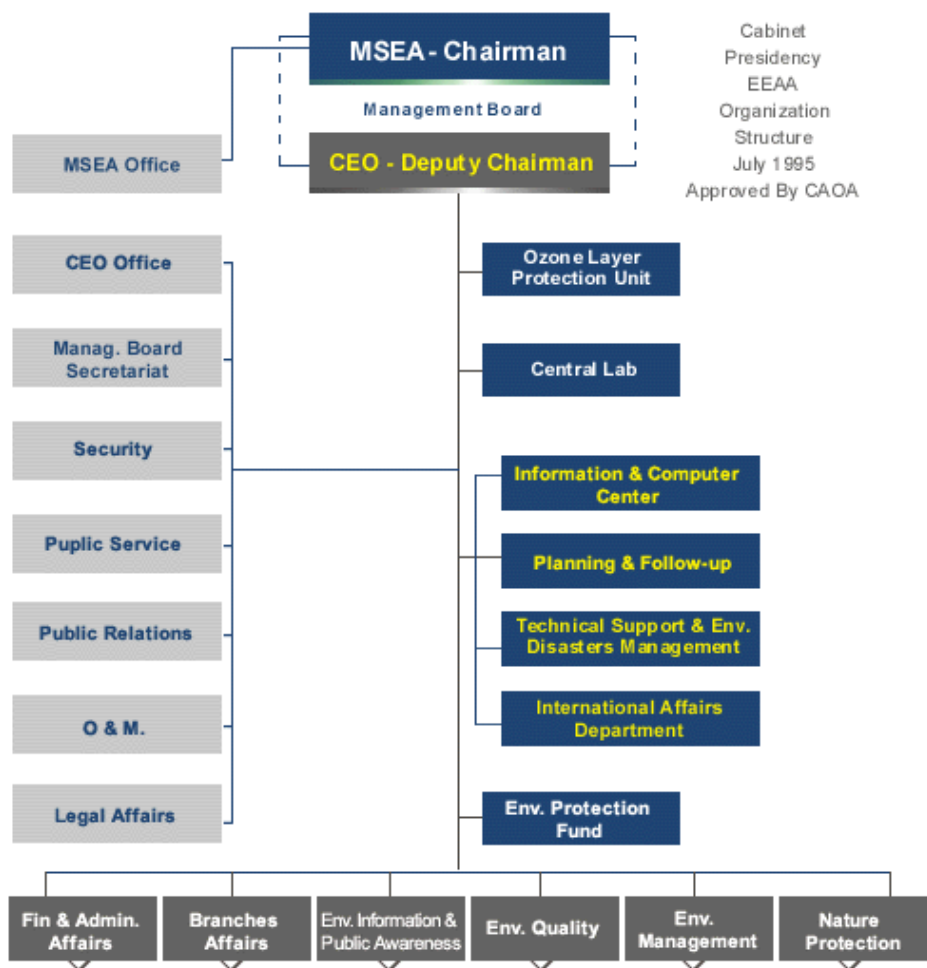 MSEA - Chairman
Management Board
CEO - Deputy Chairman
Cabinet
Presidency
EEAA
Organization
Structure
July 1995
Approved By CAOA
MSEA Office
CEO Office
Manag. Board
Secretariat
Security
Puplic Service
Public Relations
O & M.
Legal Affairs
Ozone Layer
Protection Unit
Central Lab
Information & Computer
Center
Planning & Follow-up
Technical Support & Env.
Disasters Management
International Affairs
Department
Env. Protection
Fund
Fin & Admin.
Affairs
Branches
Affairs
Env. Information &
Public Awareness
Env. Quality
Env.
Management
Nature
Protection